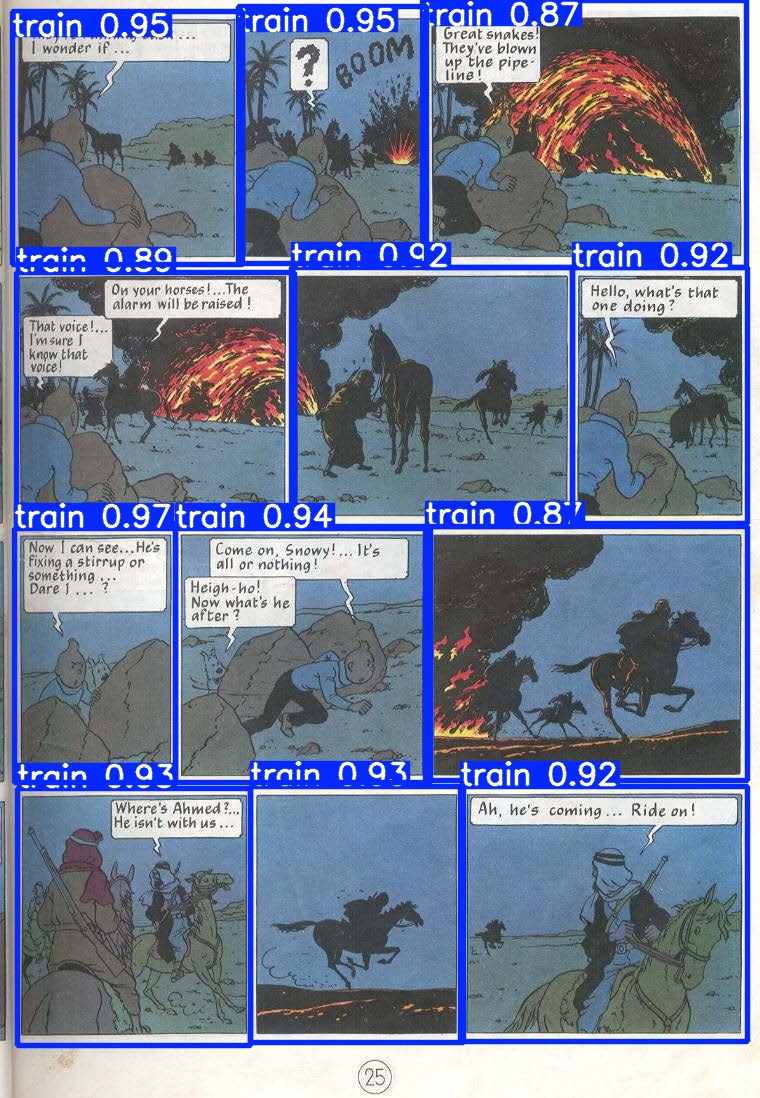 train 0.95
I wonder if ...
train 0.95
?
BOOM
train 0.87
Great snakes!
They've blown
up the pipe-
line!
train 0.89
On your horses!...The
alarm will be raised!
That voice!...
I'm sure I
know that
voice!
train 0.92
train 0.92
Hello, what's that
one doing?
train 0.97
Now I can see...He's
fixing a stirrup or
something ...
Dare I ... ?
train 0.94
Come on, Snowy!... It's
all or nothing!
Heigh-ho!
Now what's he
after?
train 0.87
train 0.93
Where's Ahmed?...
He isn't with us...
train 0.93
train 0.92
Ah, he's coming ... Ride on!
25